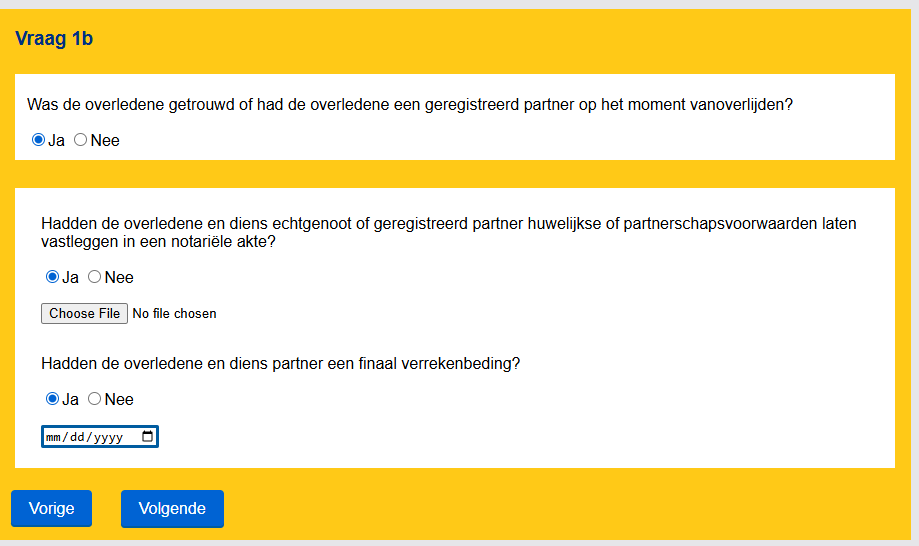 Vraag 1b
Was de overledene getrouwd of had de overledene een geregistreerd partner op het moment vanoverlijden?
Ja Nee
Hadden de overledene en diens echtgenoot of geregistreerd partner huwelijkse of partnerschapsvoorwaarden laten
vastleggen in een notariële akte?
Ja Nee
Choose File No file chosen
Hadden de overledene en diens partner een finaal verrekenbeding?
Ja Nee
mm/dd/yyyy
Vorige Volgende